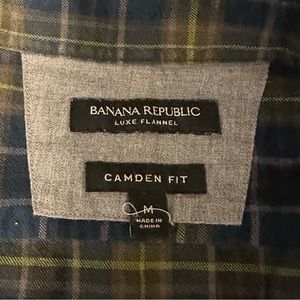 BANANA REPUBLIC
LUXE FLANNEL
CAMDEN FIT
M
MADE IN
CHINA